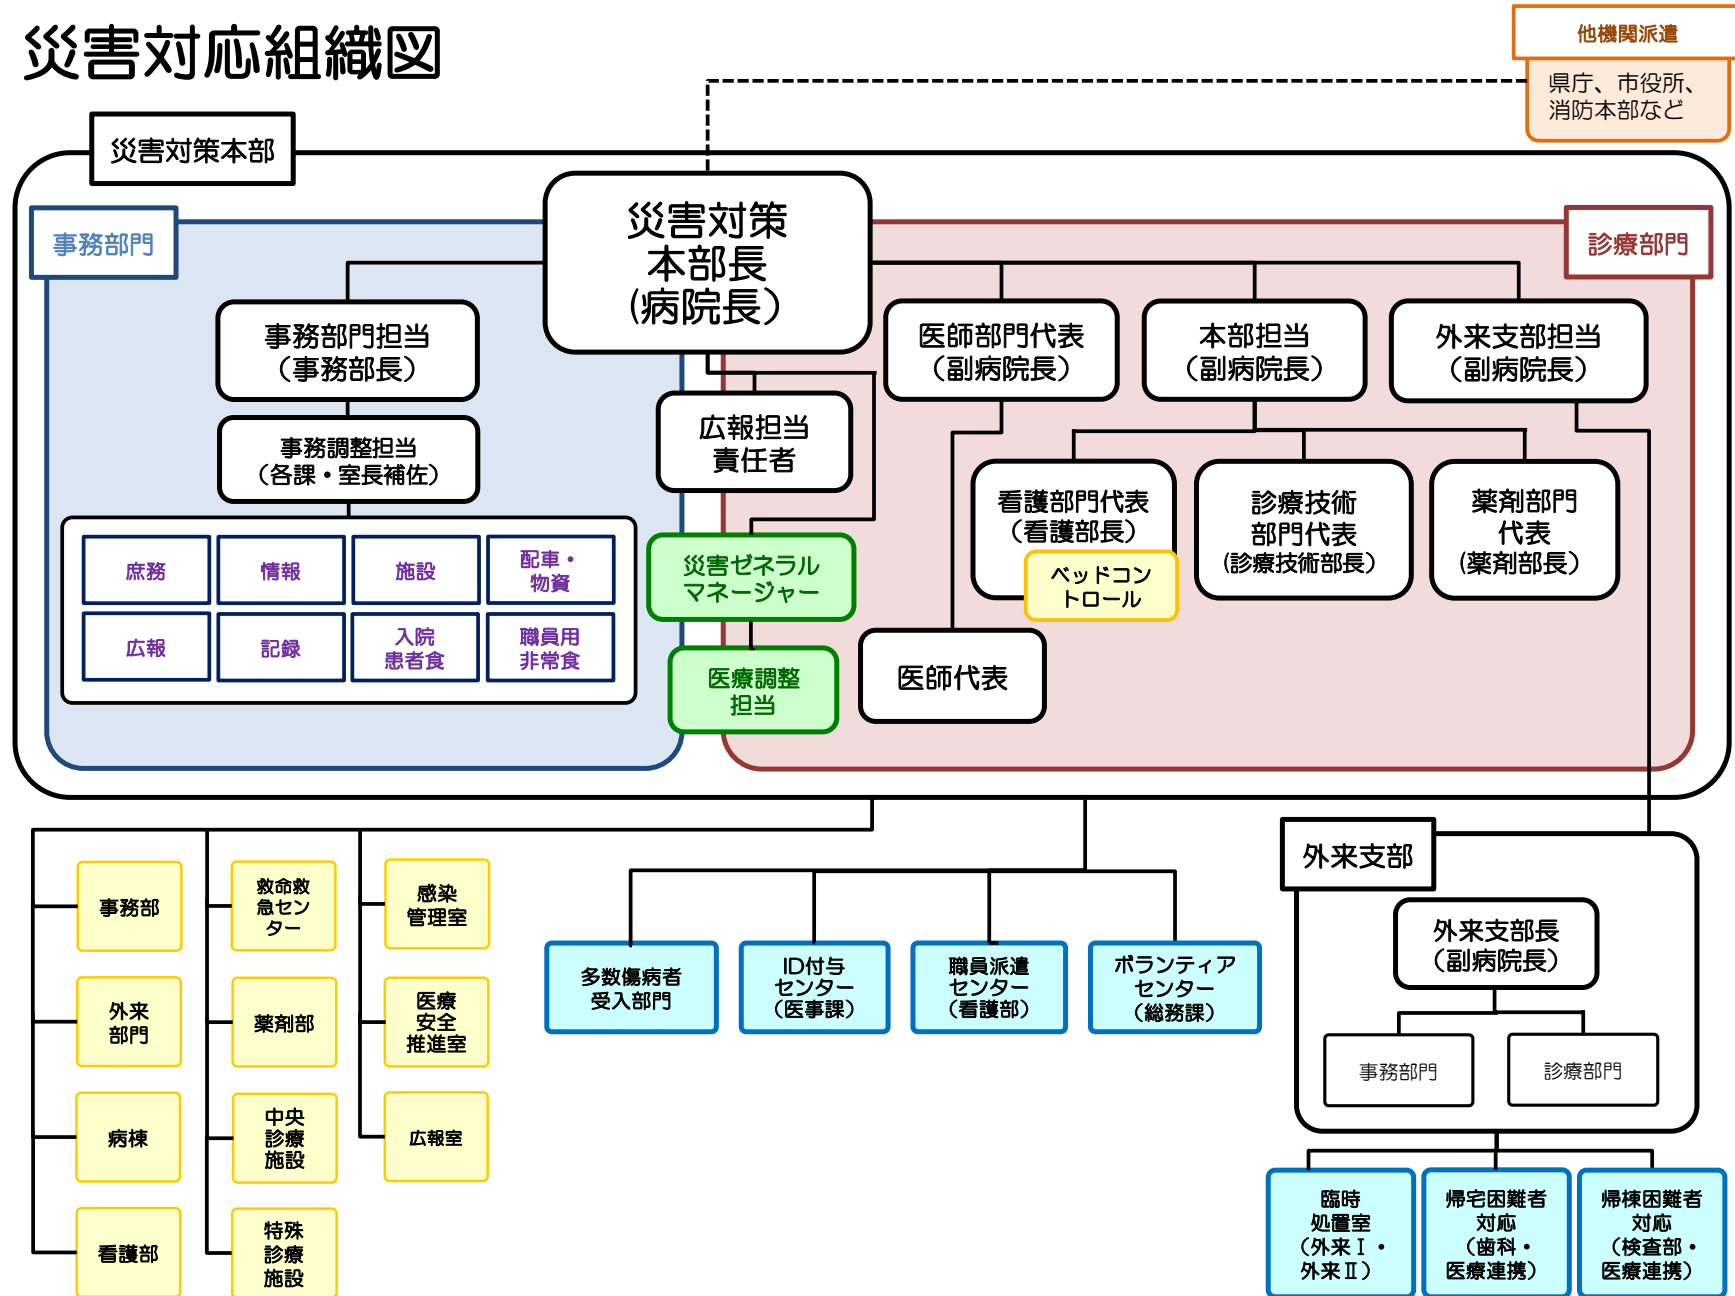 災害対応組織図
他機関派遣
県庁、市役所、
消防本部など
災害対策本部
事務部門
災害対策
本部長
(病院長)
診療部門
事務部門担当
(事務部長)
事務調整担当
(各課・室長補佐)
庶務
情報
施設
配車・
物資
広報
記録
入院
患者食
職員用
非常食
広報担当
責任者
災害ゼネラル
マネージャー
医療調整
担当
医師部門代表
(副病院長)
本部担当
(副病院長)
外来支部担当
(副病院長)
看護部門代表
(看護部長)
ベッドコン
トロール
診療技術
部門代表
(診療技術部長)
薬剤部門
代表
(薬剤部長)
医師代表
事務部
外来
部門
病棟
看護部
救命救
急セン
ター
薬剤部
中央
診療
施設
特殊
診療
施設
感染
管理室
医療
安全
推進室
広報室
多数傷病者
受入部門
ID付与
センター
(医事課)
職員派遣
センター
(看護部)
ボランティア
センター
(総務課)
外来支部
外来支部長
(副病院長)
事務部門
診療部門
臨時
処置室
(外来Ⅰ・
外来Ⅱ)
帰宅困難者
対応
(歯科・
医療連携)
帰棟困難者
対応
(検査部・
医療連携)